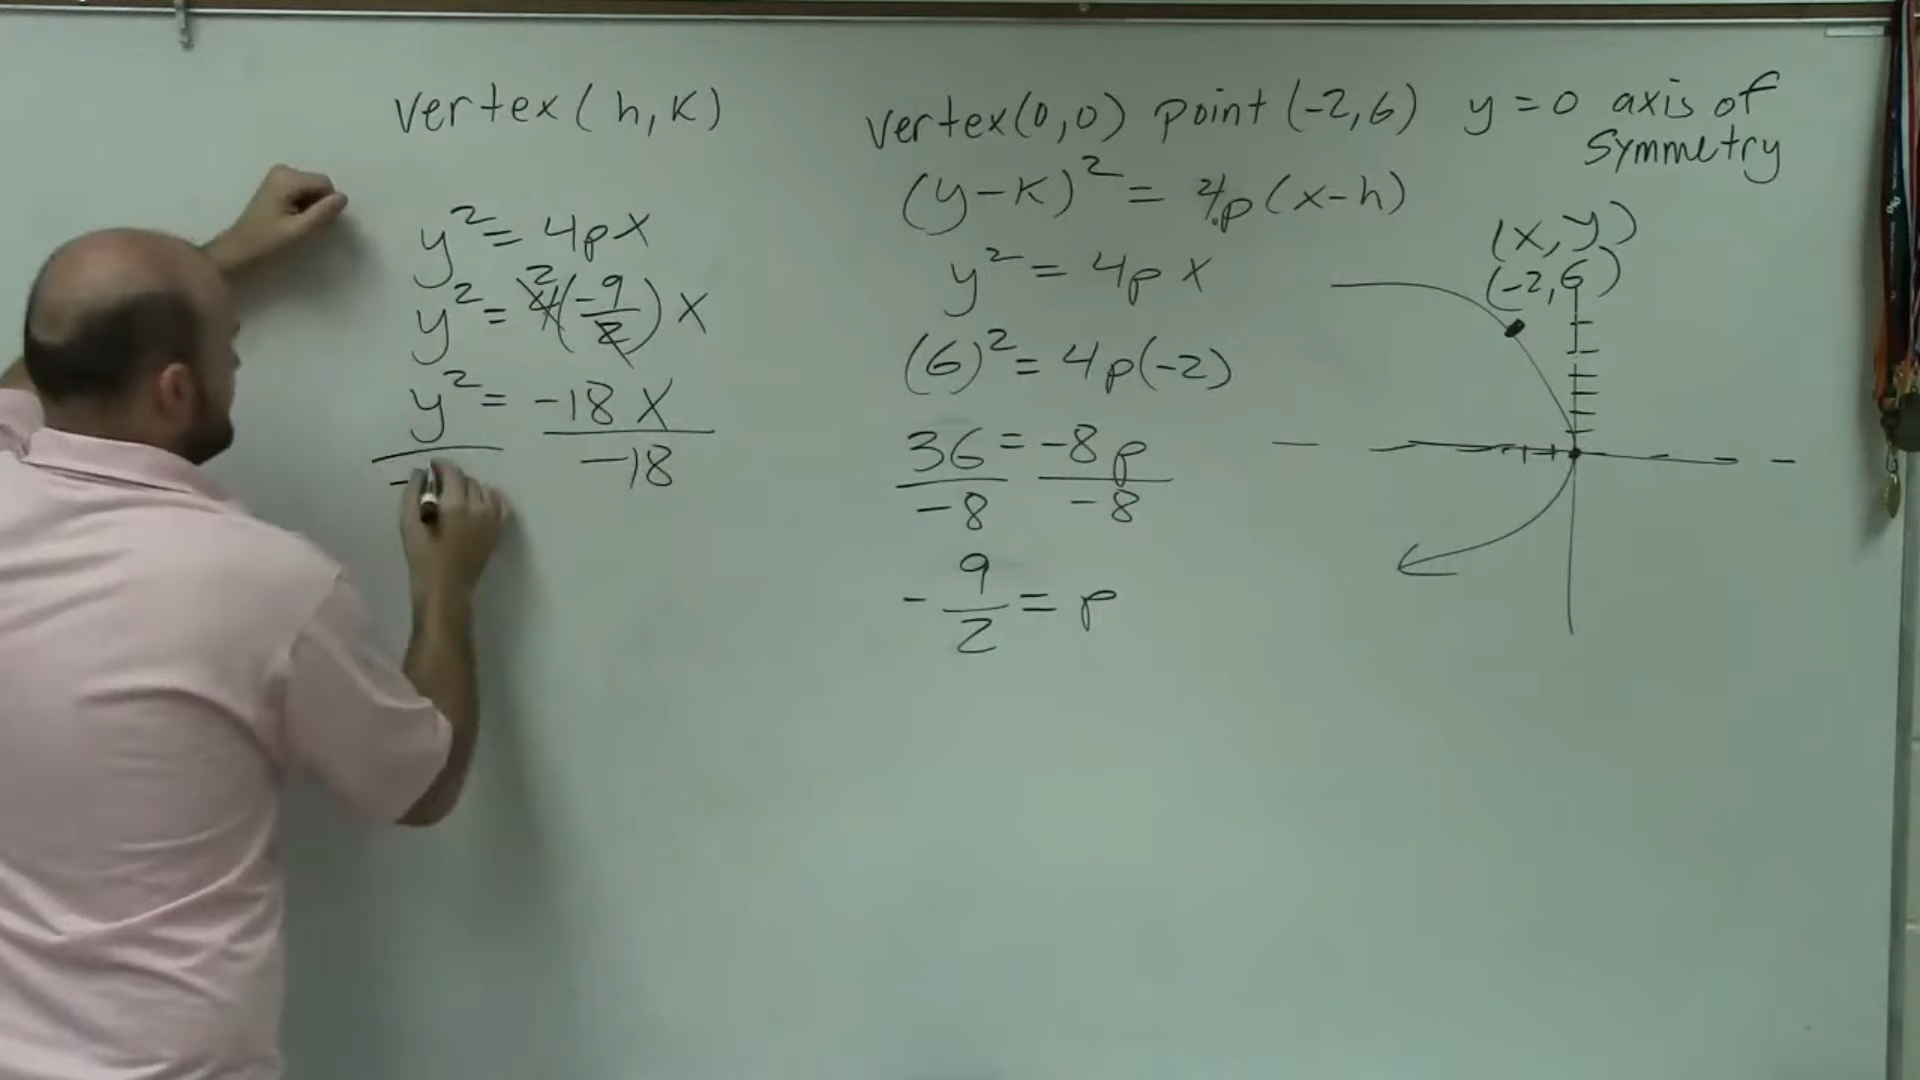 vertex(h,k)
y² = 4px
y² = 4(-9/2)x
2
y² = -18x
-18
-
vertex(0,0) point (-2,6) y=0 axis of
symmetry
(y-k)² = 4p(x-h)
y² = 4px
(6)² = 4p(-2)
36 = -8p
-8 -8
-9/2 = p
(x,y)
(-2,6)